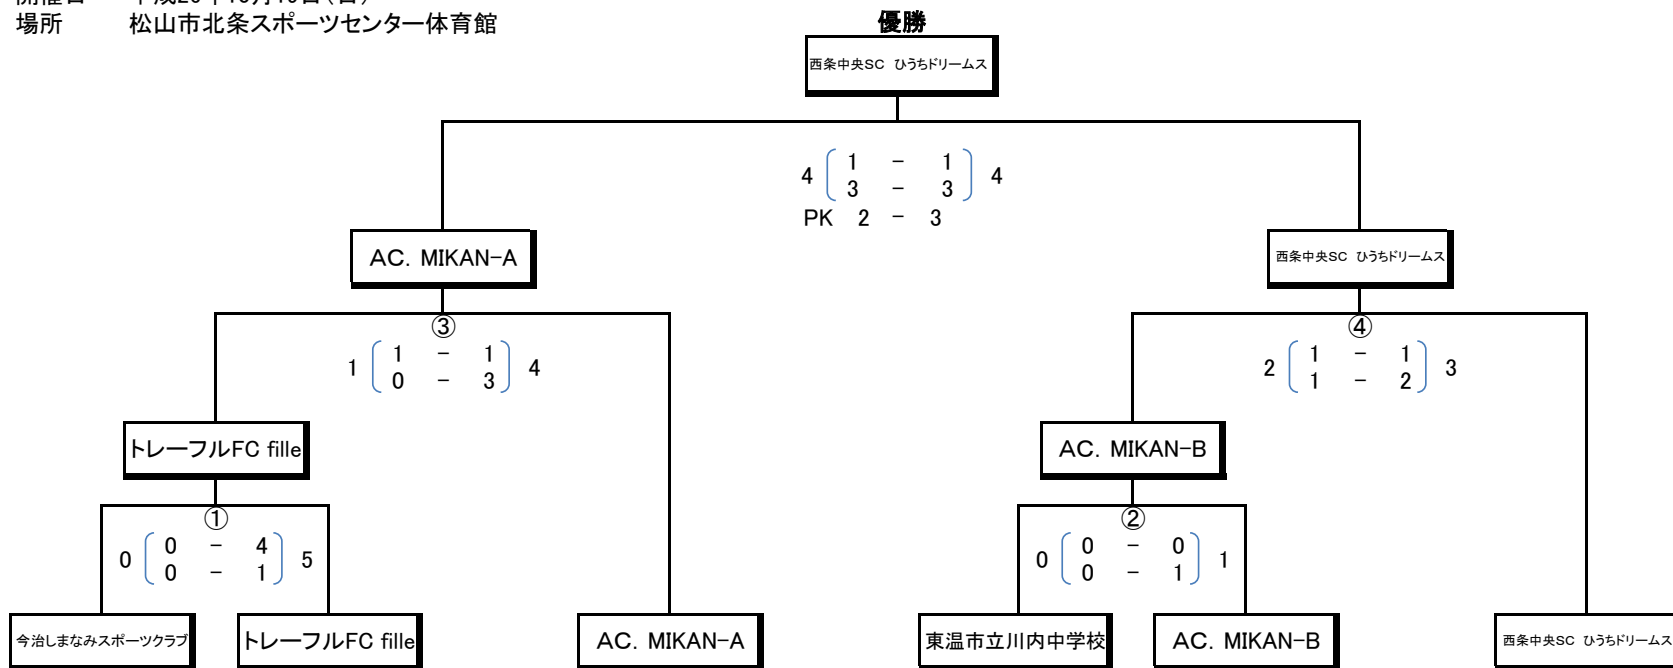 場所 松山市北条スポーツセンター体育館
優勝
西条中央SC ひうちドリームス
4 1 - 1 4
3 - 3
PK 2 - 3
AC. MIKAN-A 西条中央SC ひうちドリームス
③ ④
1 1 - 1 4 2 1 - 1 3
0 - 3 1 - 2
トレーフルFC fille AC. MIKAN-B
① ②
0 0 - 4 5 0 0 - 0 1
0 - 1 0 - 1
今治しまなみスポーツクラブ トレーフルFC fille AC. MIKAN-A 東温市立川内中学校 AC. MIKAN-B 西条中央SC ひうちドリームス